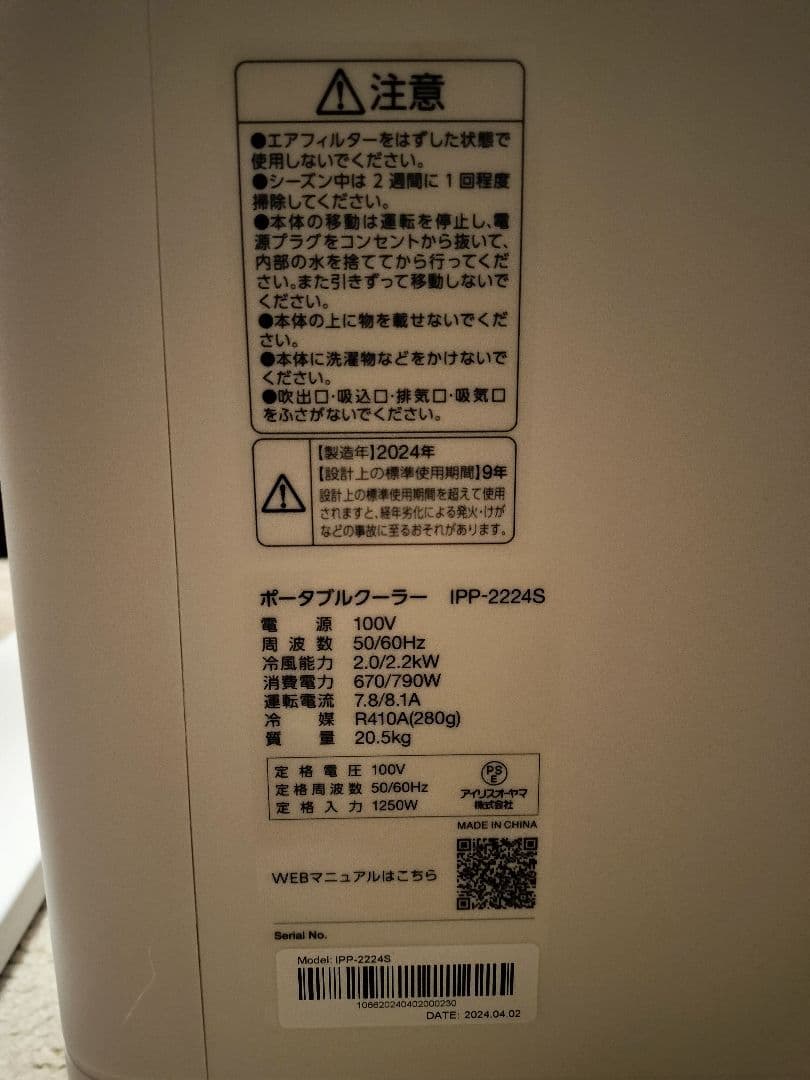 注意
●エアフィルターをはずした状態で
使用しないでください。
●シーズン中は2週間に1回程度
掃除してください。
●本体の移動は運転を停止し、電
源プラグをコンセントから抜いて、
内部の水を捨ててから行ってくだ
さい。また引きずって移動しないで
ください。
●本体の上に物を載せないでくだ
さい。
●本体に洗濯物などをかけないで
ください。
●吹出口・吸込口・排気口・吸気口
をふさがないでください。
【製造年】2024年
【設計上の標準使用期間】9年
設計上の標準使用期間を超えて使用
されますと、経年劣化による発火・けが
などの事故に至るおそれがあります。
ポータブルクーラー IPP-2224S
電源 100V
周波数 50/60Hz
冷風能力 2.0/2.2kW
消費電力 670/790W
運転電流 7.8/8.1A
冷媒 R410A(280g)
質量 20.5kg
定格電圧 100V
定格周波数 50/60Hz
定格入力 1250W
PSE
アイリスオーヤマ
株式会社
MADE IN CHINA
WEBマニュアルはこちら
Serial No.
Model: IPP-2224S
106620240402000230
DATE: 2024.04.02